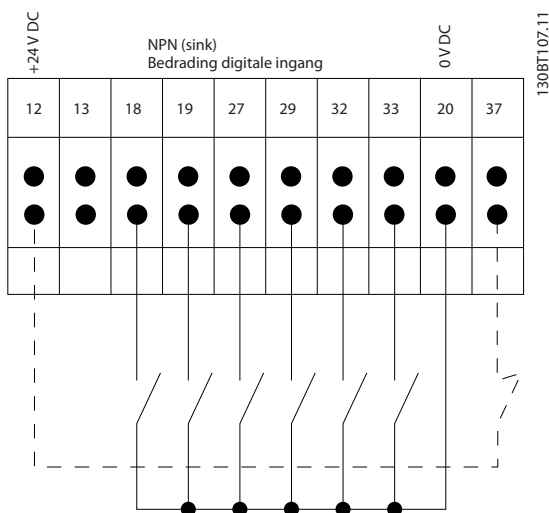 +24 V DC
NPN (sink)
Bedrading digitale ingang
0 V DC
130BT107.11
12 13 18 19 27 29 32 33 20 37